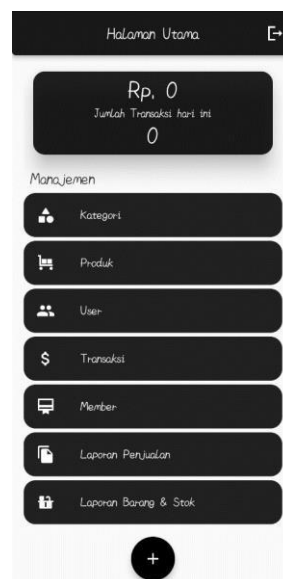 Halaman Utama
Rp. 0
Jumlah Transaksi hari ini
0
Manajemen
Kategori
Produk
User
Transaksi
Member
Laporan Penjualan
Laporan Barang & Stok
+